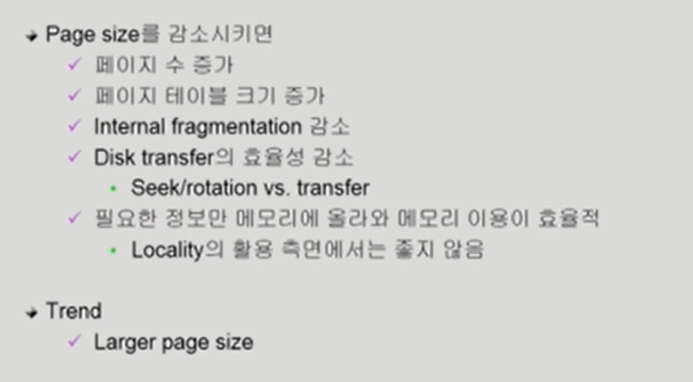 Page size를 감소시키면
페이지 수 증가
페이지 테이블 크기 증가
Internal fragmentation 감소
Disk transfer의 효율성 감소
Seek/rotation vs. transfer
필요한 정보만 메모리에 올라와 메모리 이용이 효율적
Locality의 활용 측면에서는 좋지 않음
Trend
Larger page size